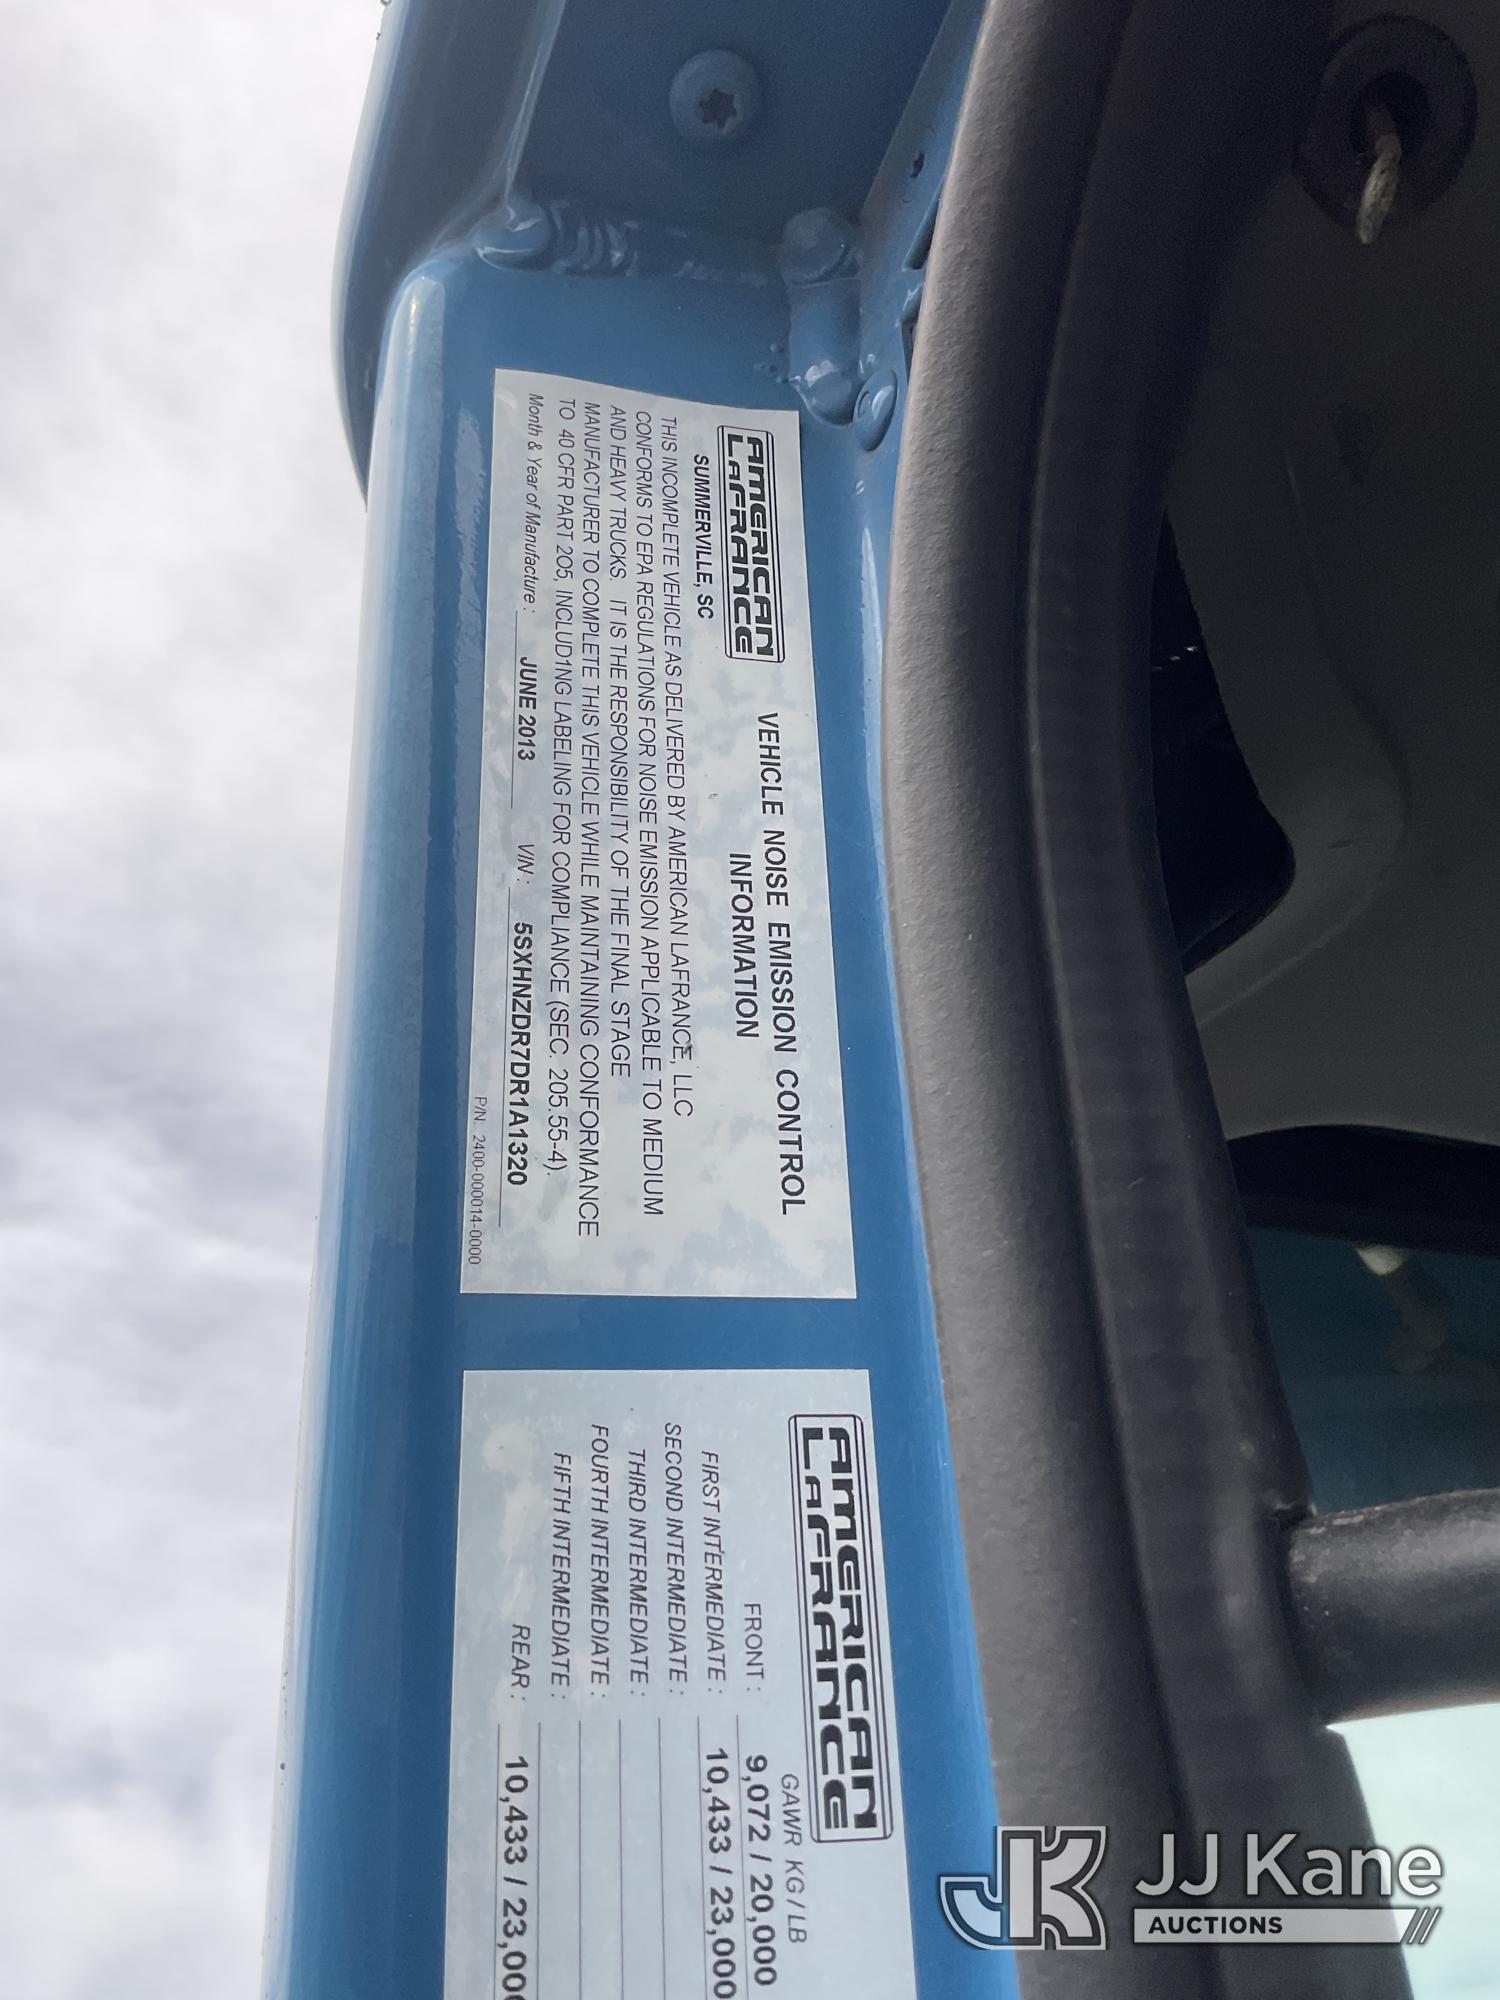 AMERICAN
LAFRANCE
SUMMERVILLE, SC
VEHICLE NOISE EMISSION CONTROL
INFORMATION
THIS INCOMPLETE VEHICLE AS DELIVERED BY AMERICAN LAFRANCE, LLC
CONFORMS TO EPA REGULATIONS FOR NOISE EMISSION APPLICABLE TO MEDIUM
AND HEAVY TRUCKS. IT IS THE RESPONSIBILITY OF THE FINAL STAGE
MANUFACTURER TO COMPLETE THIS VEHICLE WHILE MAINTAINING CONFORMANCE
TO 40 CFR PART 205, INCLUD1NG LABELING FOR COMPLIANCE (SEC. 205.55-4).
Month & Year of Manufacture : JUNE 2013 VIN : 5SXHNZDR7DR1A1320
P/N 2400-000014-0000
AMERICAN
LAFRANCE
GAWR KG / LB
FRONT : 9,072 / 20,000
FIRST INTERMEDIATE : 10,433 / 23,000
SECOND INTERMEDIATE :
THIRD INTERMEDIATE :
FOURTH INTERMEDIATE :
FIFTH INTERMEDIATE :
REAR : 10,433 / 23,00
JK JJ Kane
AUCTIONS